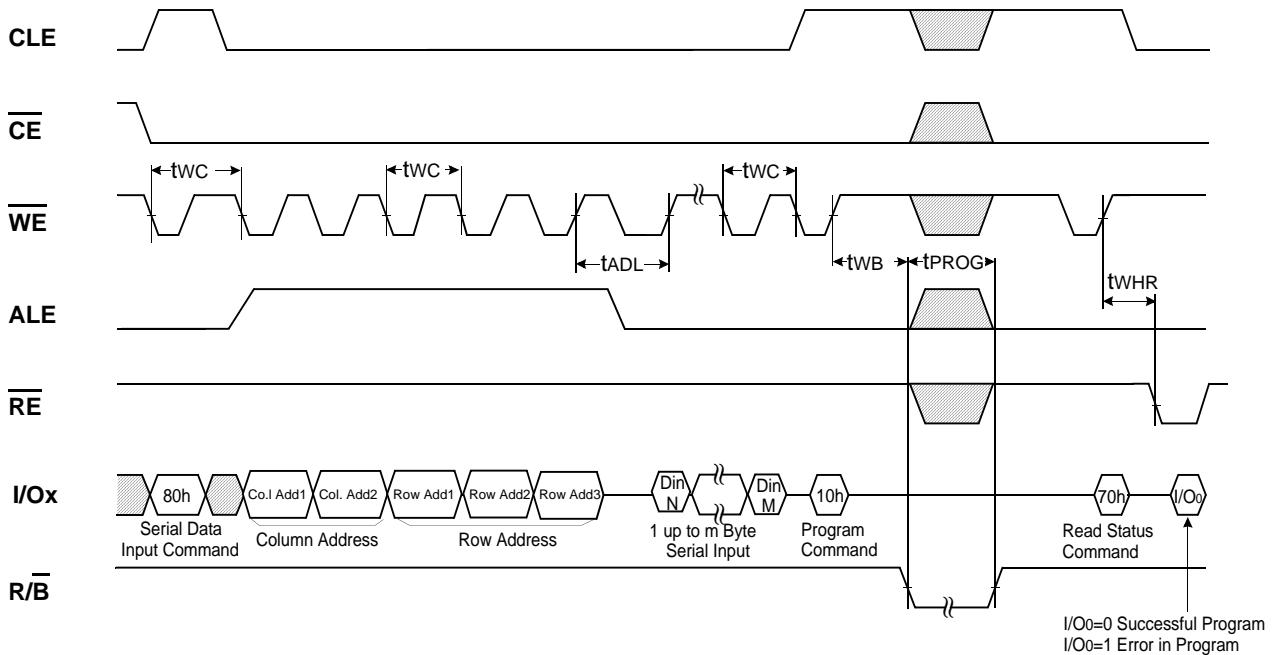 CLE
CE
tWC
tWC
tWC
WE
tADL
tWB
tPROG
tWHR
ALE
RE
I/Ox
80h
Co.l Add1
Col. Add2
Row Add1
Row Add2
Row Add3
Din
N
Din
M
10h
70h
I/O0
Serial Data
Input Command
Column Address
Row Address
1 up to m Byte
Serial Input
Program
Command
Read Status
Command
R/B
I/O0=0 Successful Program
I/O0=1 Error in Program